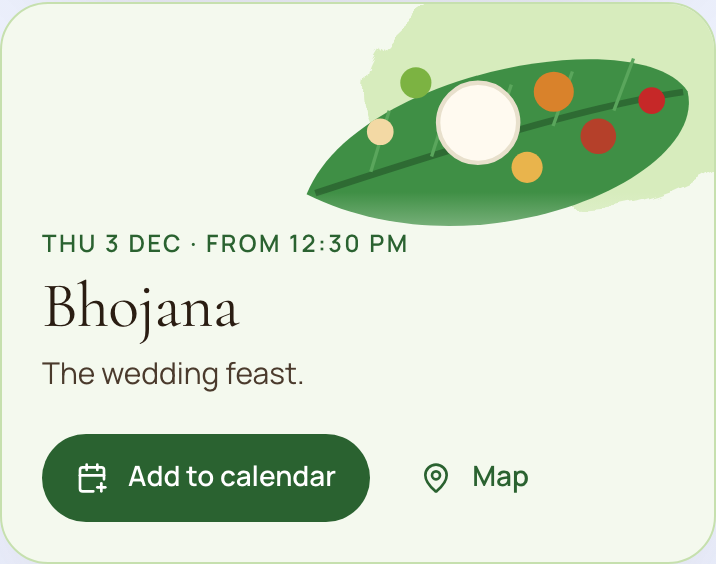 THU 3 DEC · FROM 12:30 PM
Bhojana
The wedding feast.
Add to calendar
Map